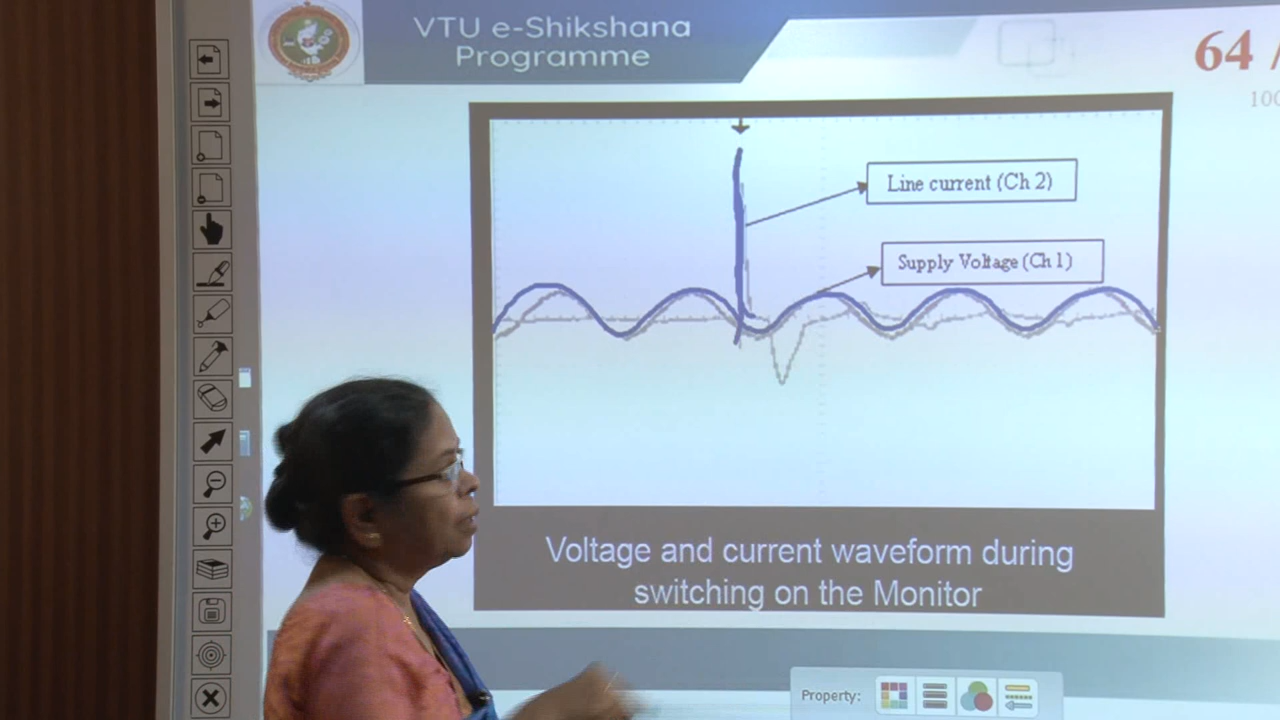 VTU e-Shikshana
Programme
64 /
100
Line current (Ch 2)
Supply Voltage (Ch 1)
Voltage and current waveform during
switching on the Monitor
Property: